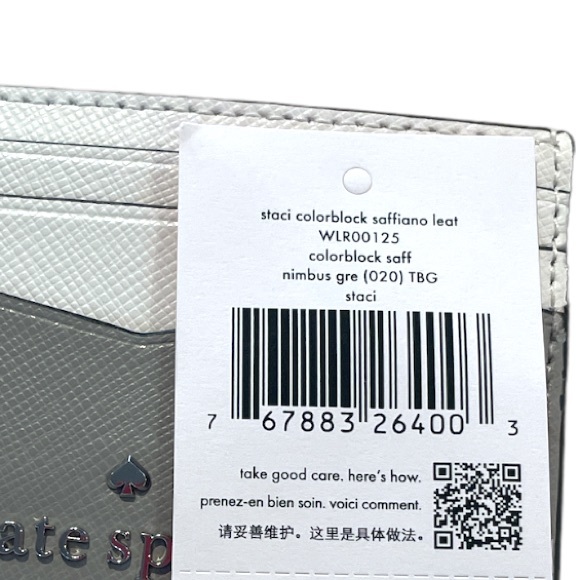 staci colorblock saffiano leat
WLR00125
colorblock saff
nimbus gre (020) TBG
staci
7 67883 26400 3
take good care. here's how.
prenez-en bien soin. voici comment.
请妥善维护。这里是具体做法。
ate sp